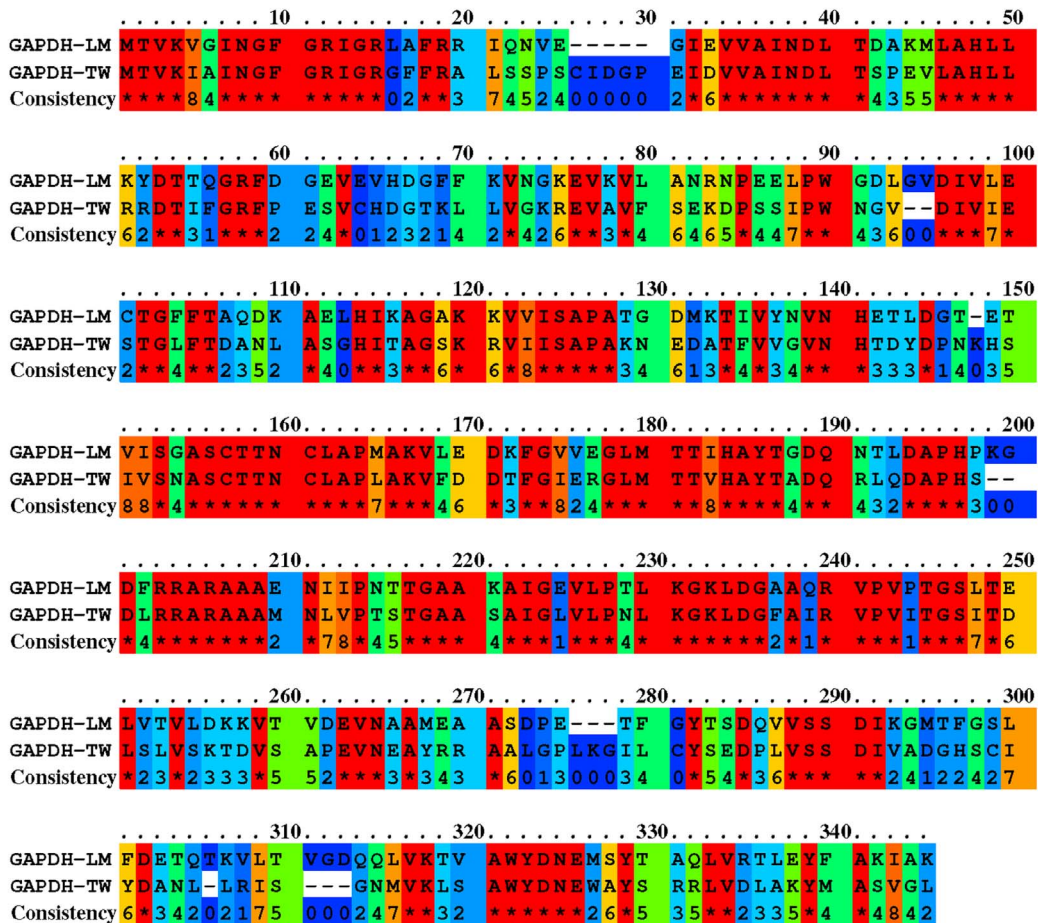 . . . . . . . . . 10 . . . . . . . . . 20 . . . . . . . . . 30 . . . . . . . . . 40 . . . . . . . . . 50
GAPDH-LM MTVKVGINGF GRIGRLAFRR IQNVE----- GIEVVAINDL TDAKMLAHLL
GAPDH-TW MTVKIAINGF GRIGRGFFRA LSSPSCIDGP EIDVVAINDL TSPEVLAHLL
Consistency ****84**** *****02**3 7452400000 2*6******* *4355*****
. . . . . . . . . 60 . . . . . . . . . 70 . . . . . . . . . 80 . . . . . . . . . 90 . . . . . . . . . 100
GAPDH-LM KYDTTQGRFD GEVEVHDGFF KVNGKEVKVL ANRNPEELPW GDLGVDIVLE
GAPDH-TW RRDTIFGRFP ESVCHDGTKL LVGKREVAVF SEKDPSSIPW NGV--DIVIE
Consistency 62**31***2 24*0123214 2*426**3*4 6465*447** 43600***7*
. . . . . . . . . 110 . . . . . . . . . 120 . . . . . . . . . 130 . . . . . . . . . 140 . . . . . . . . . 150
GAPDH-LM CTGFFTAQDK AELHIKAGAK KVVISAPATG DMKTIVYNVN HETLDGT-ET
GAPDH-TW STGLFTDANL ASGHITAGSK RVIISAPAKN EDATFVVGVN HTDYDPNKHS
Consistency 2**4**2352 *40**3**6* 6*8*****34 613*4*34** *333*14035
. . . . . . . . . 160 . . . . . . . . . 170 . . . . . . . . . 180 . . . . . . . . . 190 . . . . . . . . . 200
GAPDH-LM VISGASCTTN CLAPMAKVLE DKFGVVEGLM TTIHAYTGDQ NTLDAPHPKG
GAPDH-TW IVSNASCTTN CLAPLAKVFD DTFGIERGLM TTVHAYTADQ RLQDAPHS--
Consistency 88*4****** ****7***46 *3**824*** **8****4** 432****300
. . . . . . . . . 210 . . . . . . . . . 220 . . . . . . . . . 230 . . . . . . . . . 240 . . . . . . . . . 250
GAPDH-LM DFRRARAAAE NIIPNTTGAA KAIGEVLPTL KGKLDGAAQR VPVPTGSLTE
GAPDH-TW DLRRARAAAM NLVPTSTGAA SAIGLVLPNL KGKLDGFAIR VPVITGSITD
Consistency *4*******2 *78*45**** 4***1***4* ******2*1* ***1***7*6
. . . . . . . . . 260 . . . . . . . . . 270 . . . . . . . . . 280 . . . . . . . . . 290 . . . . . . . . . 300
GAPDH-LM LVTVLDKKVT VDEVNAAMEA ASDPE---TF GYTSDQVVSS DIKGMTFGSL
GAPDH-TW LSLVSKTDVS APEVNEAYRR AALGPLKGIL CYSEDPLVSS DIVADGHSCI
Consistency *23*2333*5 52***3*343 *601300034 0*54*36*** **24122427
. . . . . . . . . 310 . . . . . . . . . 320 . . . . . . . . . 330 . . . . . . . . . 340 . . . . .
GAPDH-LM FDETQTKVLT VGDQQLVKTV AWYDNEMSYT AQLVRTLEYF AKIAK
GAPDH-TW YDANL-LRIS ---GNMVKLS AWYDNEWAYS RRLVDLAKYM ASVGL
Consistency 6*34202175 000247**32 ******26*5 35**2335*4 *4842